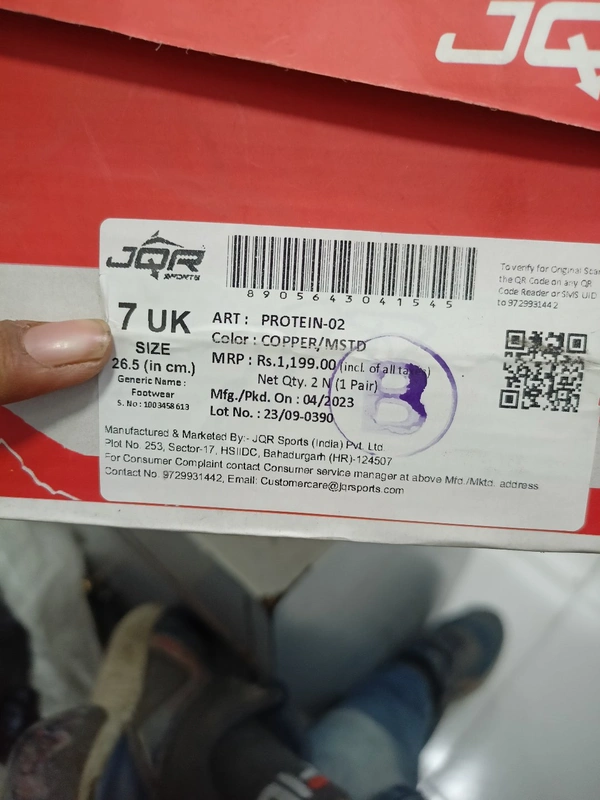 JQR
JQR
SPORTS
8905643041545
To verify for Original Scan
the QR Code on any QR
Code Reader or SMS UID
to 9729931442
7 UK
SIZE
26.5 (in cm.)
Generic Name :
Footwear
S. No : 1003458613
ART : PROTEIN-02
Color : COPPER/MSTD
MRP : Rs.1,199.00 (incl. of all taxes)
Net Qty. 2 N (1 Pair)
Mfg./Pkd. On : 04/2023
Lot No. : 23/09-0390
B
Manufactured & Marketed By:- JQR Sports (India) Pvt. Ltd.
Plot No. 253, Sector-17, HSIIDC, Bahadurgarh (HR)-124507
For Consumer Complaint contact Consumer service manager at above Mfd./Mktd. address
Contact No. 9729931442, Email: Customercare@jqrsports.com